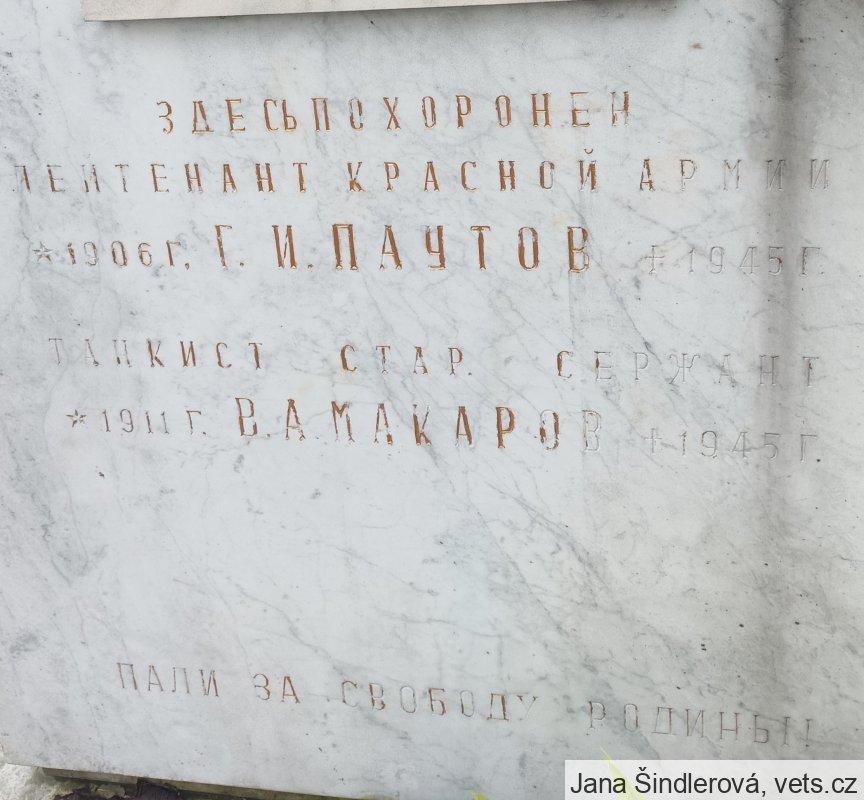 ЗДЕСЬ ПОХОРОНЕН
ЛЕЙТЕНАНТ КРАСНОЙ АРМИИ
☆1906 г. Г. И. ПАУТОВ †1945 г.
ТАНКИСТ СТАР. СЕРЖАНТ
☆1911 г. В. А. МАКАРОВ †1945 г.
ПАЛИ ЗА СВОБОДУ РОДИНЫ!
Jana Šindlerová, vets.cz